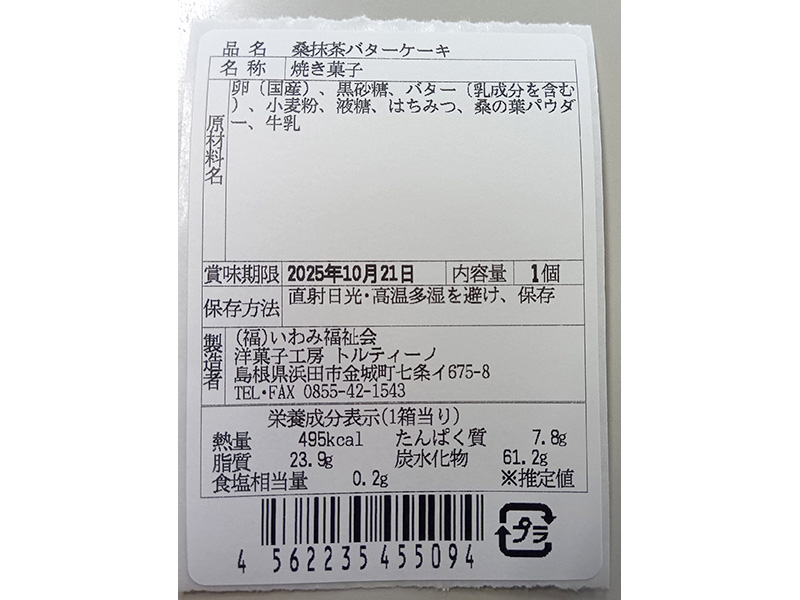 品名 桑抹茶バターケーキ
名称 焼き菓子
原材料名 卵（国産）、黒砂糖、バター（乳成分を含む
）、小麦粉、液糖、はちみつ、桑の葉パウダ
ー、牛乳
賞味期限 2025年10月21日 内容量 1個
保存方法 直射日光・高温多湿を避け、保存
製造者 (福)いわみ福祉会
洋菓子工房 トルティーノ
島根県浜田市金城町七条イ675-8
TEL・FAX 0855-42-1543
栄養成分表示(1箱当り)
熱量 495kcal たんぱく質 7.8g
脂質 23.9g 炭水化物 61.2g
食塩相当量 0.2g ※推定値
プラ
4 562235 455094